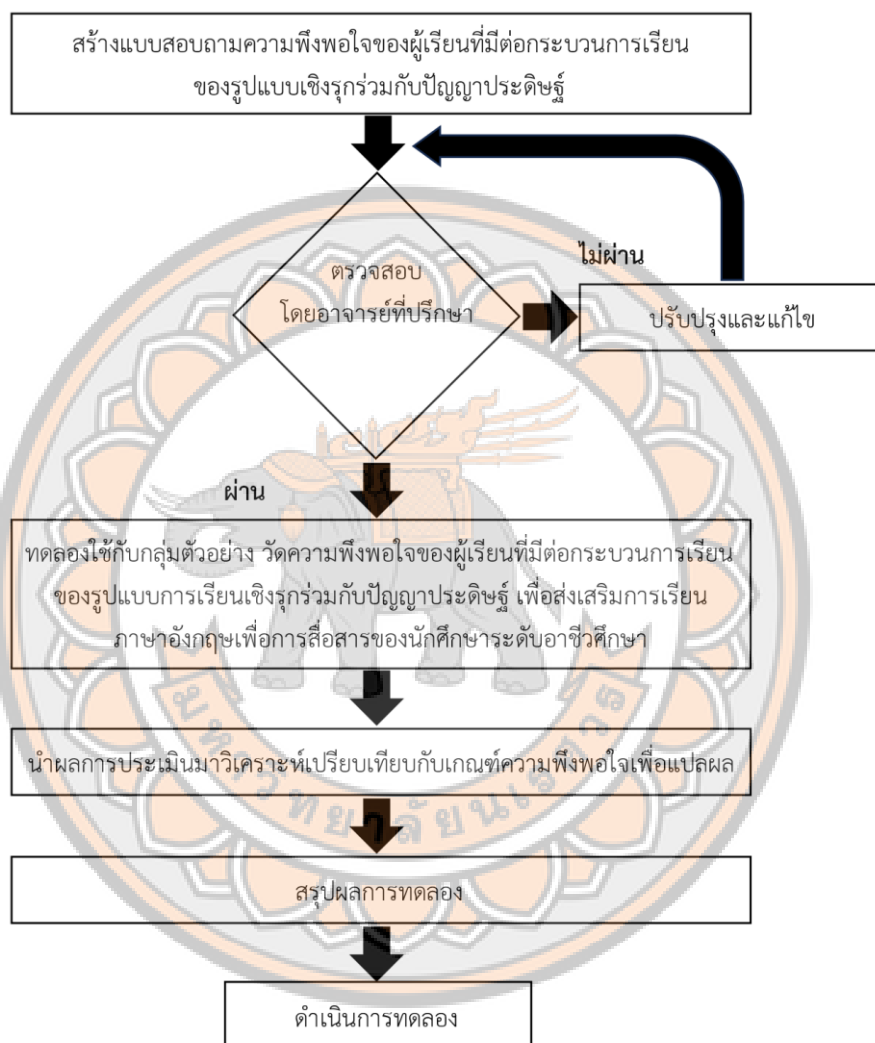 สร้างแบบสอบถามความพึงพอใจของผู้เรียนที่มีต่อกระบวนการเรียน
ของรูปแบบเชิงรุกร่วมกับปัญญาประดิษฐ์
ไม่ผ่าน
ตรวจสอบ
โดยอาจารย์ที่ปรึกษา
ปรับปรุงและแก้ไข
ผ่าน
ทดลองใช้กับกลุ่มตัวอย่าง วัดความพึงพอใจของผู้เรียนที่มีต่อกระบวนการเรียน
ของรูปแบบการเรียนเชิงรุกร่วมกับปัญญาประดิษฐ์ เพื่อส่งเสริมการเรียน
ภาษาอังกฤษเพื่อการสื่อสารของนักศึกษาระดับอาชีวศึกษา
นำผลการประเมินมาวิเคราะห์เปรียบเทียบกับเกณฑ์ความพึงพอใจเพื่อแปลผล
มหาวิทยาลัยนเรศวร
สรุปผลการทดลอง
ดำเนินการทดลอง